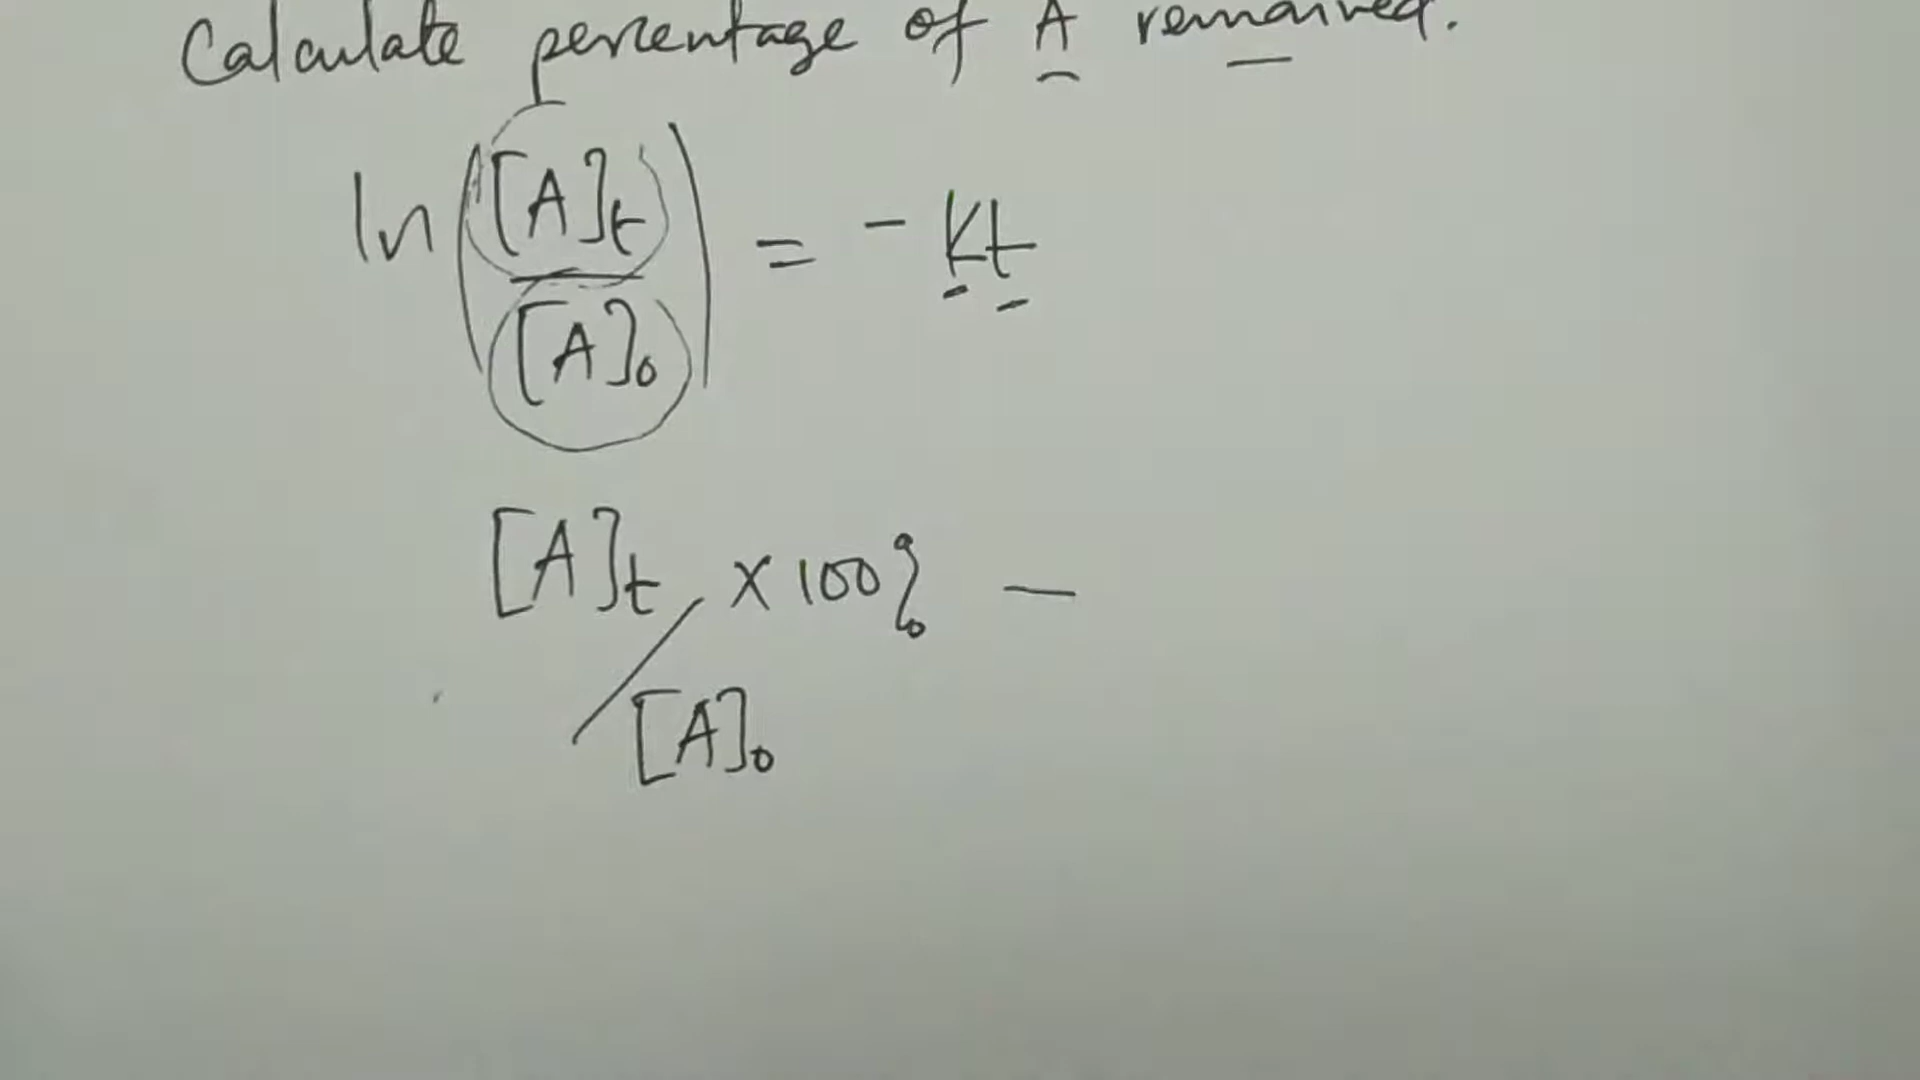 Calculate percentage of A remained.
ln([A]t/[A]0) = - kt
[A]t/[A]0 x 100% —